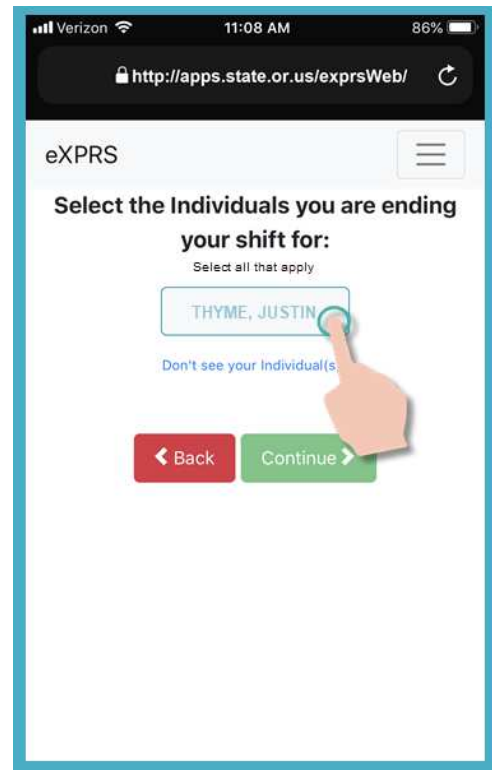 Verizon 11:08 AM 86%
http://apps.state.or.us/exprsWeb/
eXPRS
Select the Individuals you are ending
your shift for:
Select all that apply
THYME, JUSTIN
Don't see your Individual(s
Back Continue